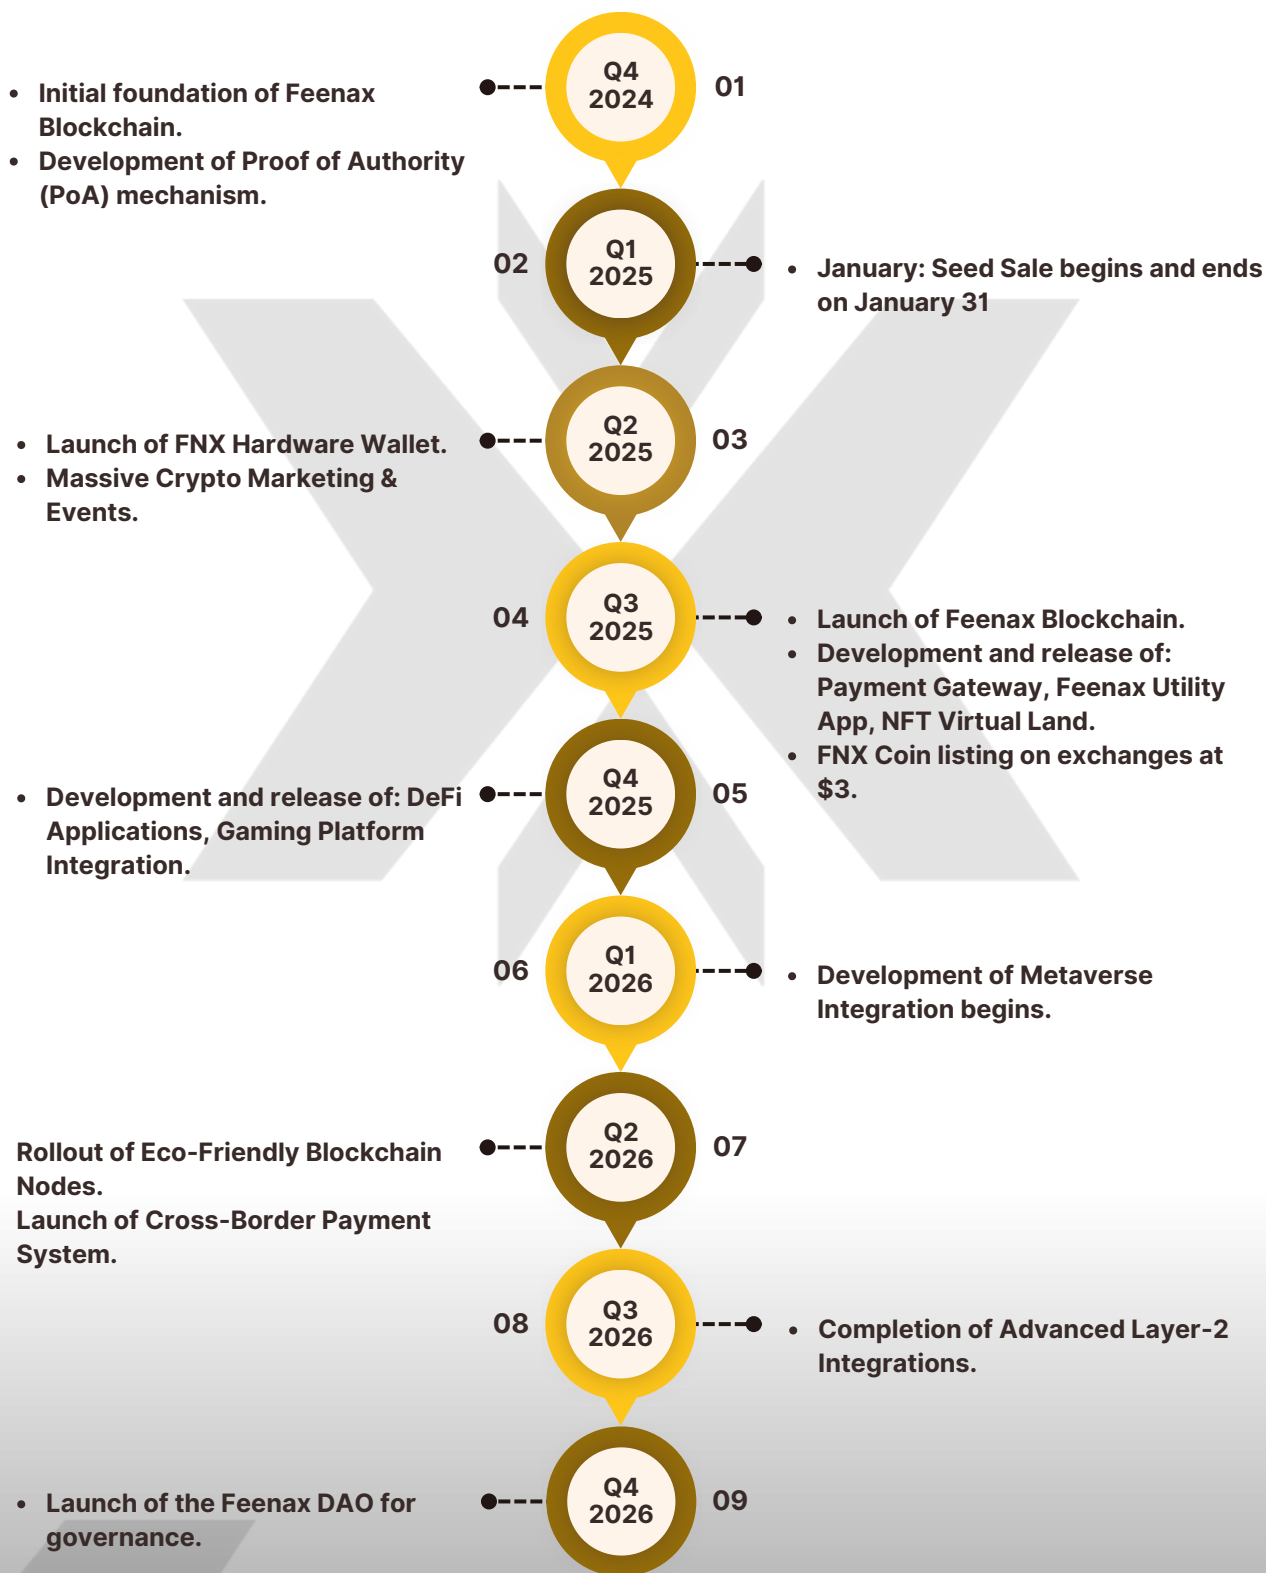 Q4
2024
01
• Initial foundation of Feenax
Blockchain.
• Development of Proof of Authority
(PoA) mechanism.
02
Q1
2025
• January: Seed Sale begins and ends
on January 31
Q2
2025
03
• Launch of FNX Hardware Wallet.
• Massive Crypto Marketing &
Events.
04
Q3
2025
• Launch of Feenax Blockchain.
• Development and release of:
Payment Gateway, Feenax Utility
App, NFT Virtual Land.
• FNX Coin listing on exchanges at
$3.
Q4
2025
05
• Development and release of: DeFi
Applications, Gaming Platform
Integration.
06
Q1
2026
• Development of Metaverse
Integration begins.
Q2
2026
07
Rollout of Eco-Friendly Blockchain
Nodes.
Launch of Cross-Border Payment
System.
08
Q3
2026
• Completion of Advanced Layer-2
Integrations.
Q4
2026
09
• Launch of the Feenax DAO for
governance.